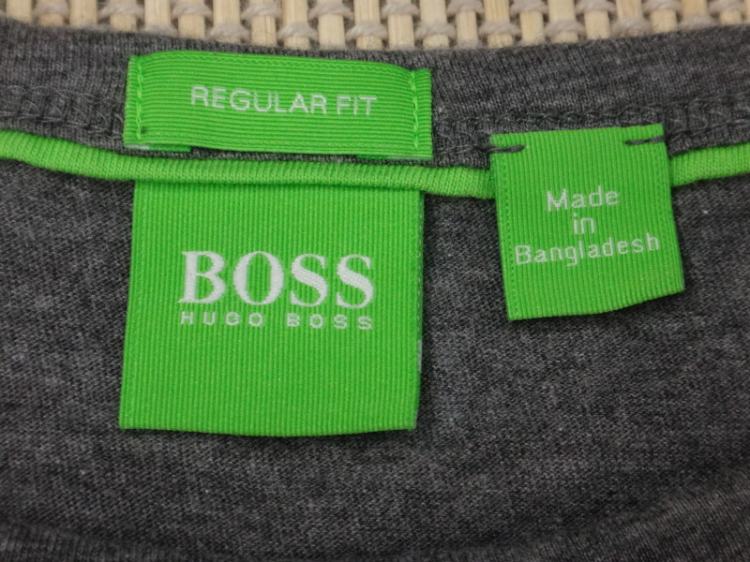 REGULAR FIT
BOSS
HUGO BOSS
Made
in
Bangladesh